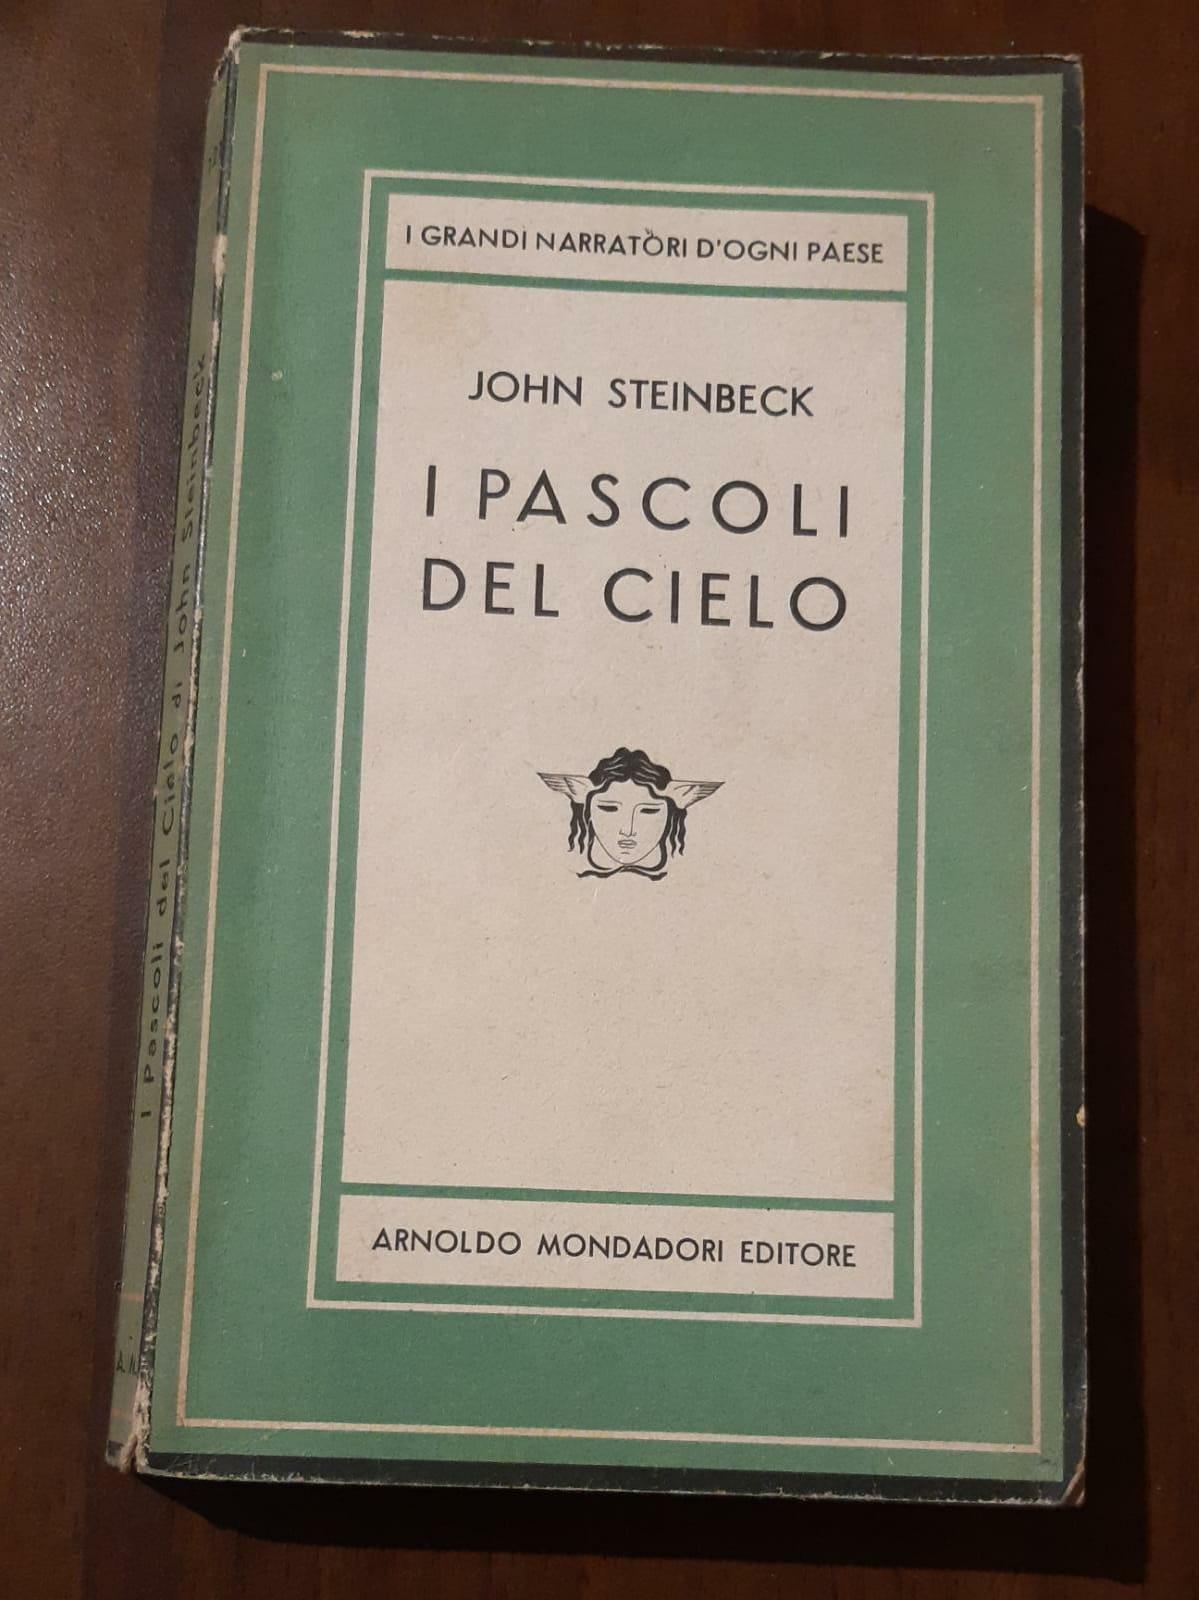 I GRANDI NARRATORI D'OGNI PAESE
JOHN STEINBECK
I PASCOLI
DEL CIELO
ARNOLDO MONDADORI EDITORE
I Pascoli del Cielo di John Steinbeck